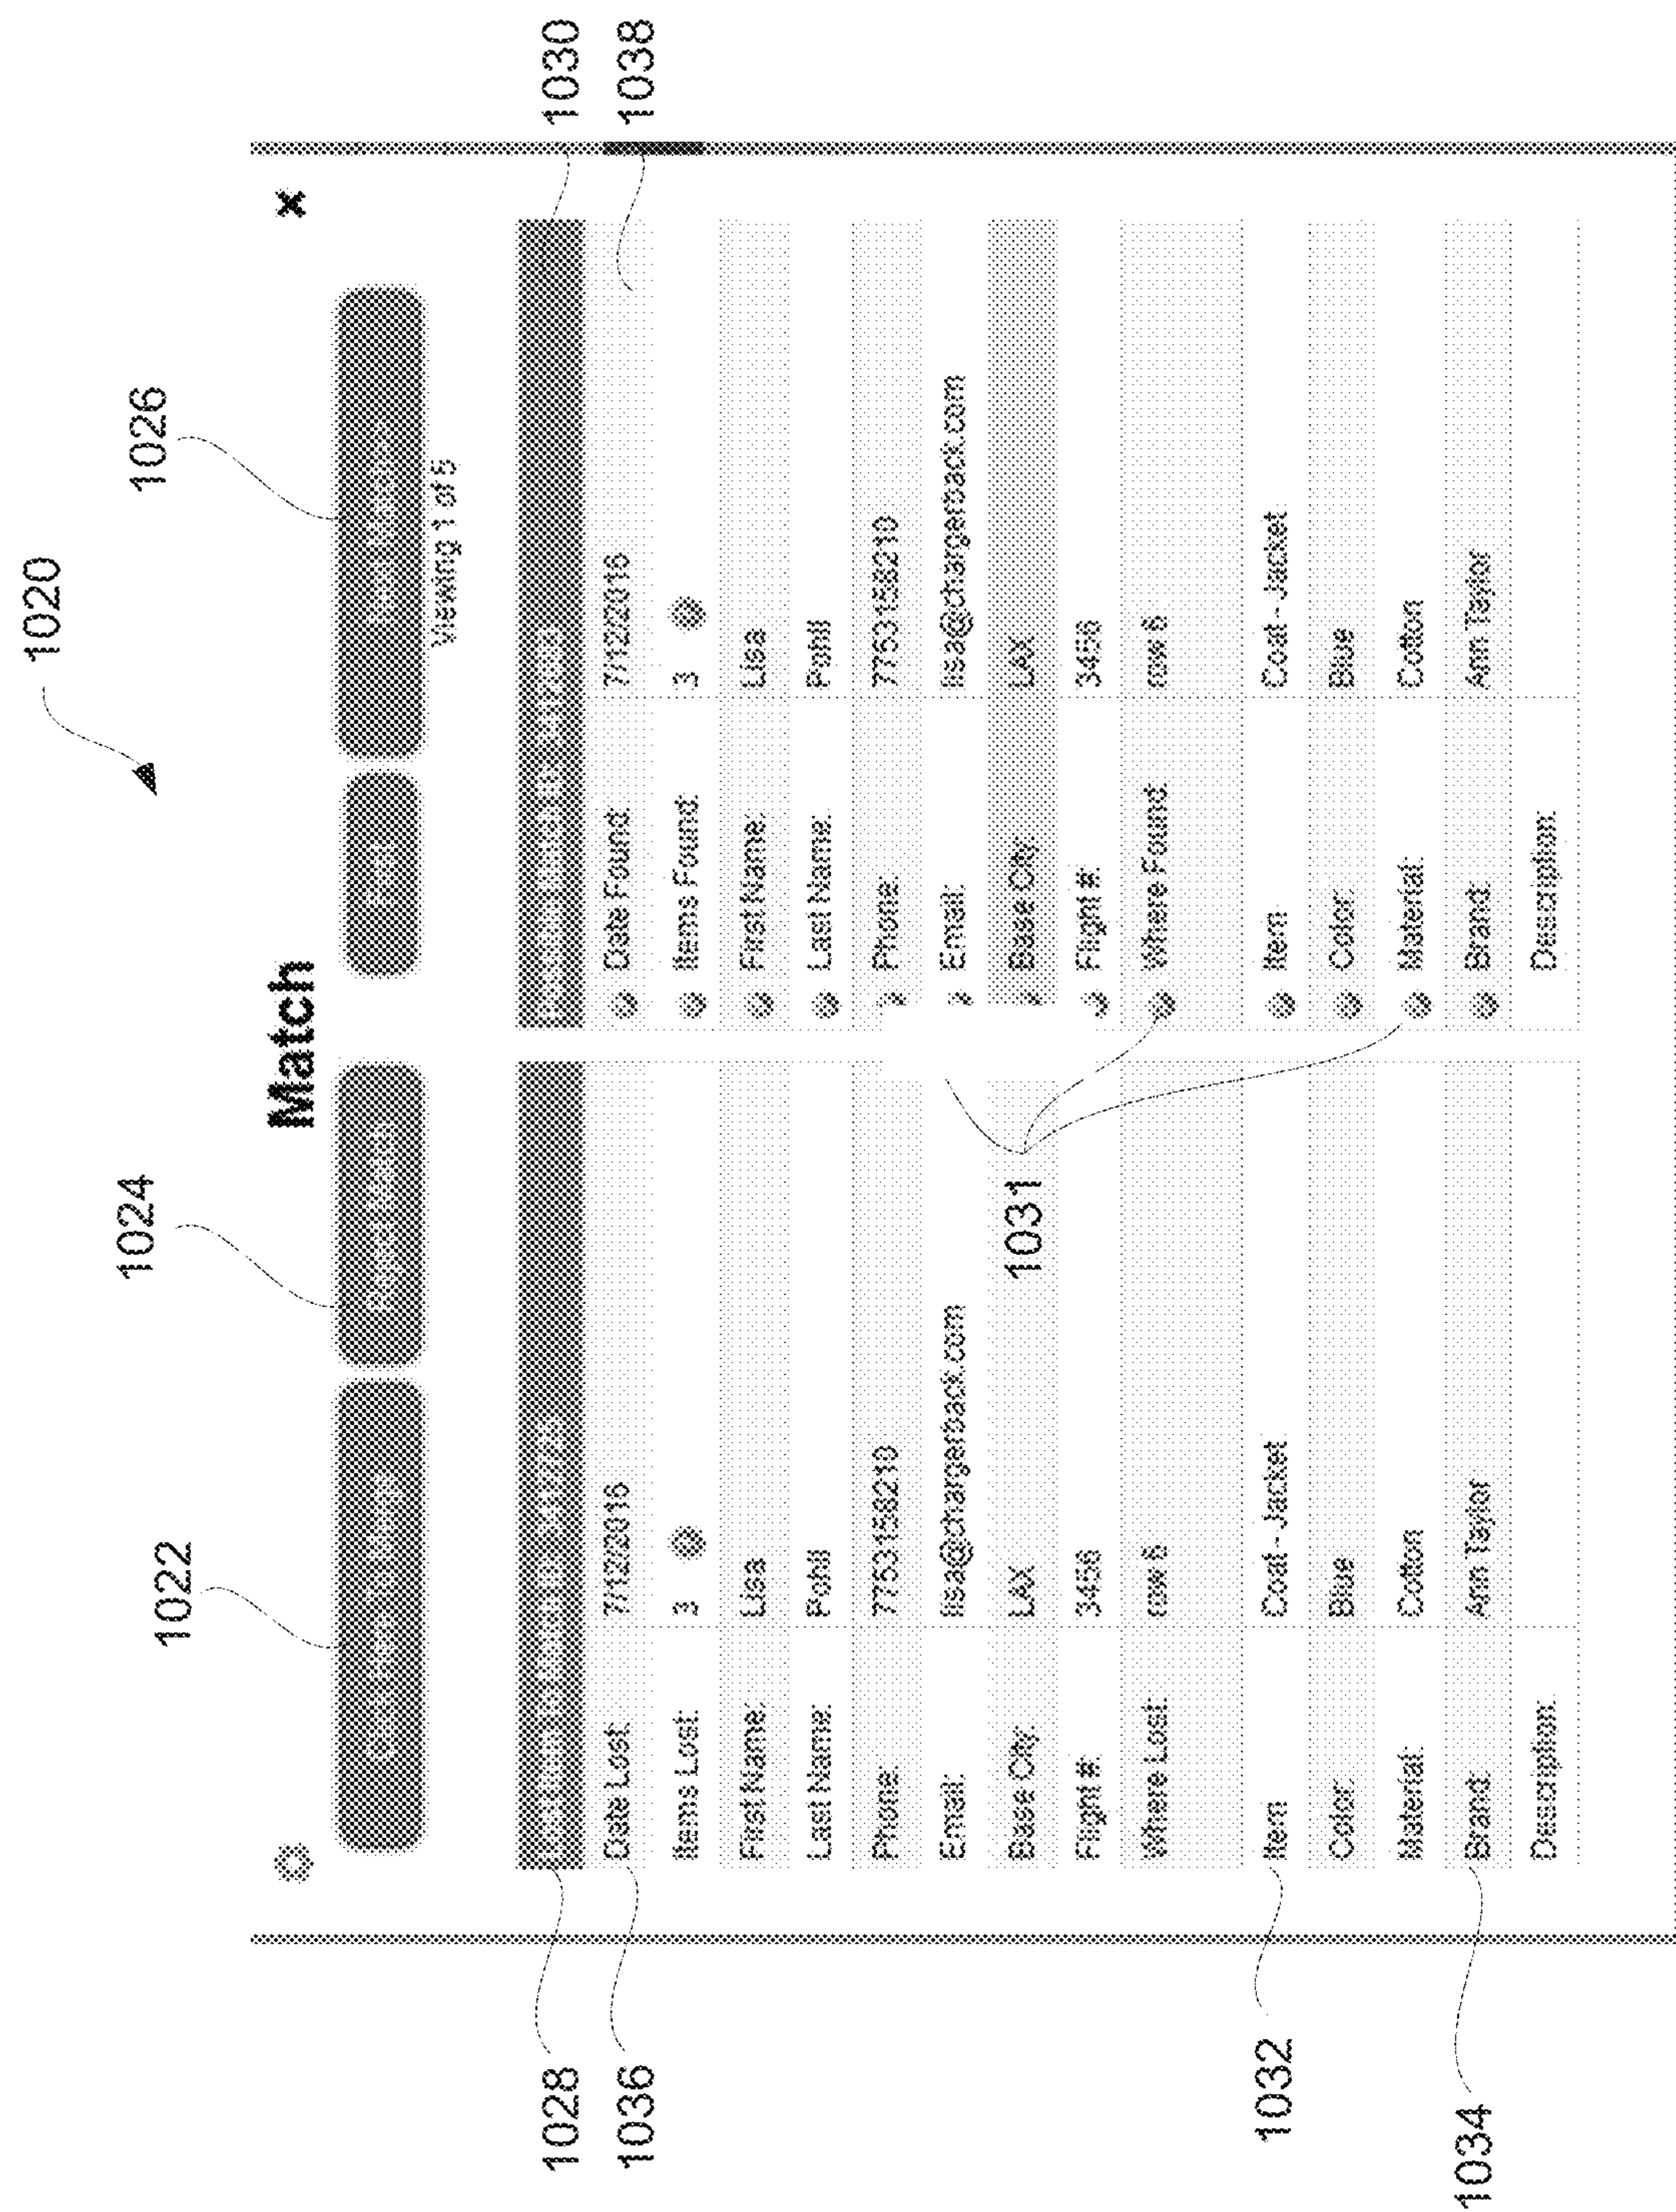 1020
1022
1024
1026
Match
x
Viewing 1 of 5
1028
1030
1036
1038
Date Lost: 7/12/2016
Items Lost: 3
First Name: Lisa
Last Name: Pohli
Phone: 7753158210
Email: lisa@chargerback.com
Base City: LAX
Flight #: 3456
Where Lost: row 6
Item Coat - Jacket
Color: Blue
Material: Cotton
Brand: Ann Taylor
Description:
Date Found: 7/12/2016
Items Found: 3
First Name: Lisa
Last Name: Pohli
Phone: 7753158210
Email: lisa@chargerback.com
Base City: LAX
Flight #: 3456
Where Found: row 6
Item Coat - Jacket
Color: Blue
Material: Cotton
Brand: Ann Taylor
Description:
1031
1032
1034